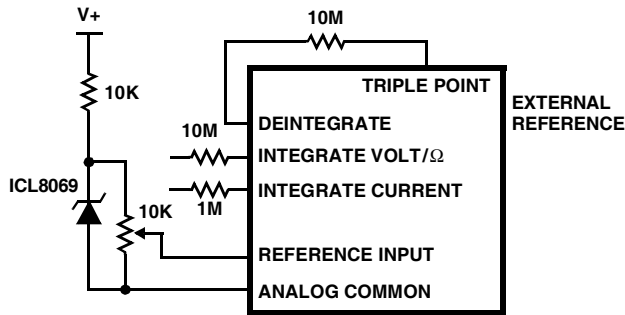 10M
V+
TRIPLE POINT
10K
EXTERNAL
REFERENCE
DEINTEGRATE
10M
INTEGRATE VOLT/Ω
ICL8069
INTEGRATE CURRENT
10K
1M
REFERENCE INPUT
ANALOG COMMON